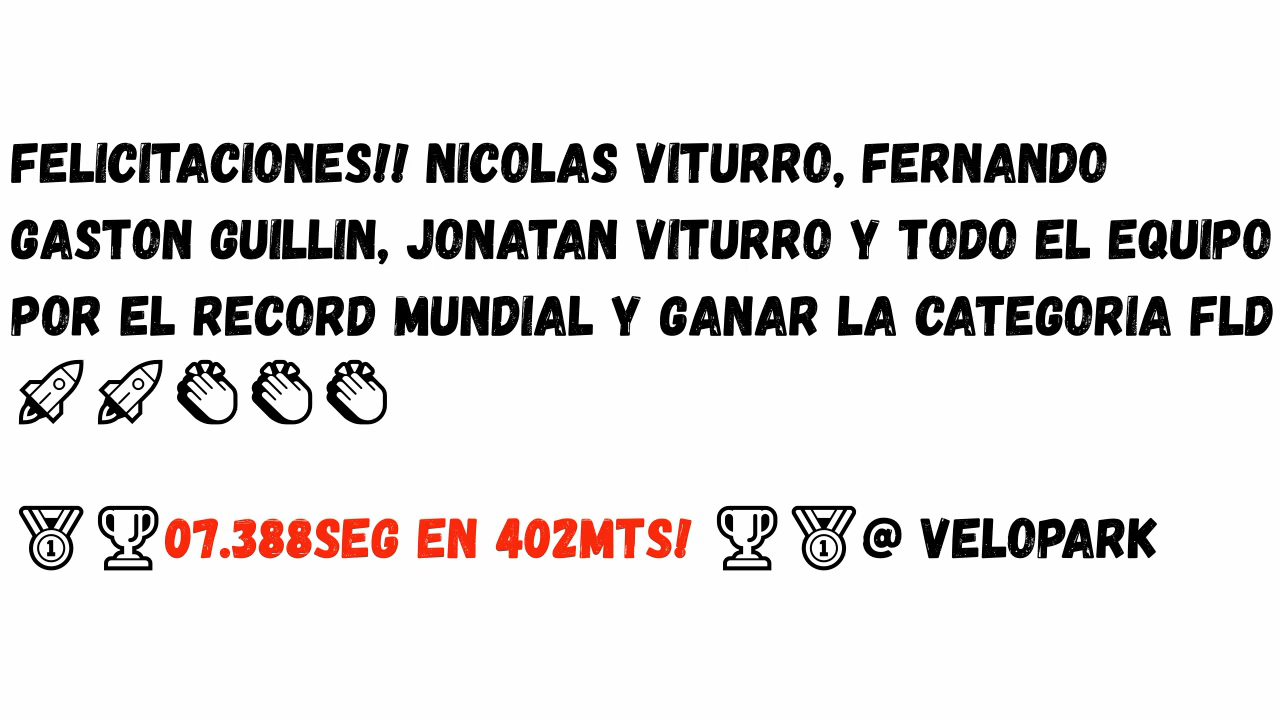 FELICITACIONES!! NICOLAS VITURRO, FERNANDO
GASTON GUILLIN, JONATAN VITURRO Y TODO EL EQUIPO
POR EL RECORD MUNDIAL Y GANAR LA CATEGORIA FLD
🚀🚀👏👏👏
🥇🏆07.388SEG EN 402MTS! 🏆🥇@ VELOPARK